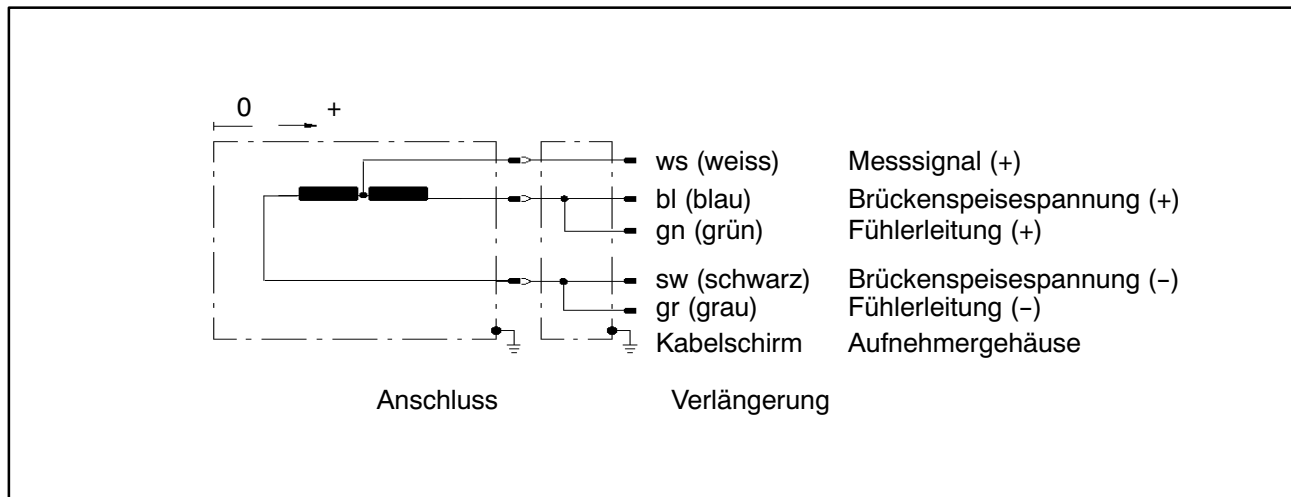 0 +
ws (weiss) Messsignal (+)
bl (blau) Brückenspeisespannung (+)
gn (grün) Fühlerleitung (+)
sw (schwarz) Brückenspeisespannung (–)
gr (grau) Fühlerleitung (–)
Kabelschirm Aufnehmergehäuse
Anschluss Verlängerung